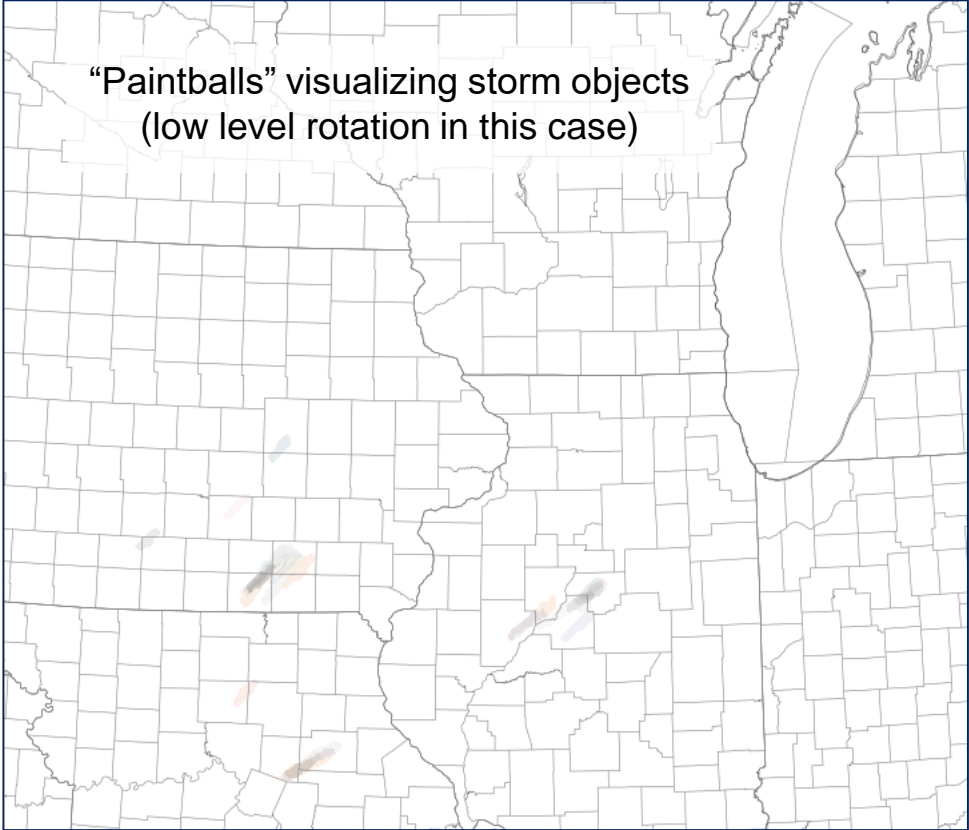 “Paintballs” visualizing storm objects
(low level rotation in this case)